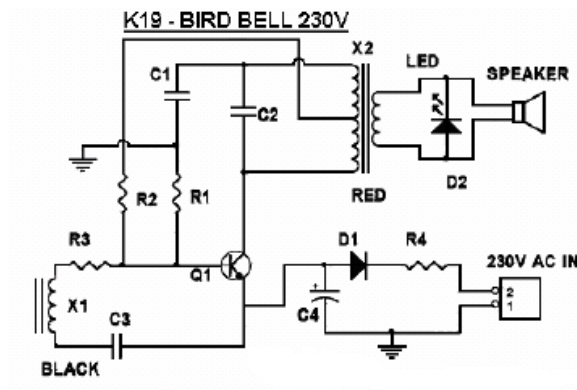 K19 - BIRD BELL 230V
X2
LED
SPEAKER
C1
C2
R2
R1
RED
D2
R3
Q1
D1
R4
230V AC IN
X1
C3
C4
+
2
1
BLACK